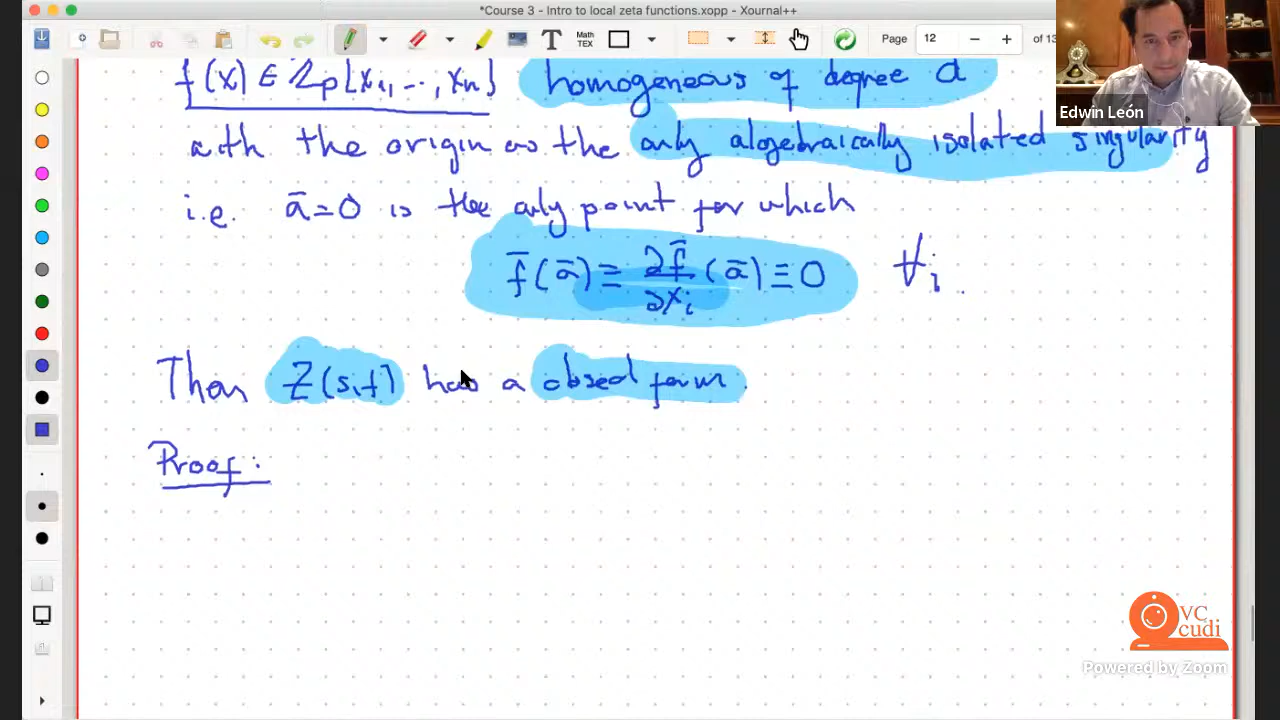 *Course 3 - Intro to local zeta functions.xopp - Xournal++
T Math TEX Page 12 of 13
Edwin León
f(x) ∈ ℤp[x1, ..., xn] homogeneous of degree d
with the origin as the only algebraically isolated singularity
i.e. ā=0 is the only point for which
f̄(ā) ≡ ∂f̄/∂xi (ā) ≡ 0 ∀i.
Then Z(s,f) has a closed form.
Proof:
VC cudi
Powered by Zoom